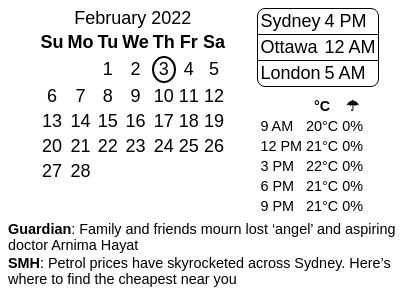 February 2022
Su Mo Tu We Th Fr Sa
1 2 3 4 5
6 7 8 9 10 11 12
13 14 15 16 17 18 19
20 21 22 23 24 25 26
27 28
Sydney 4 PM
Ottawa 12 AM
London 5 AM
°C ☂
9 AM 20°C 0%
12 PM 21°C 0%
3 PM 22°C 0%
6 PM 21°C 0%
9 PM 21°C 0%
Guardian: Family and friends mourn lost ‘angel’ and aspiring
doctor Arnima Hayat
SMH: Petrol prices have skyrocketed across Sydney. Here’s
where to find the cheapest near you